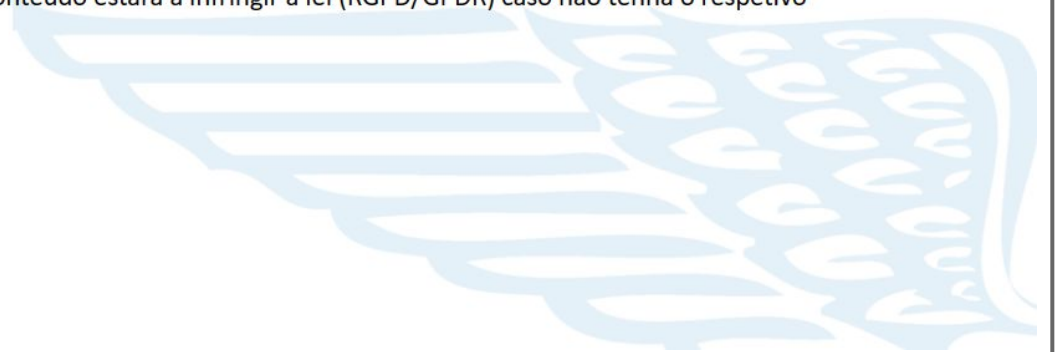 onteúdo estará a infringir a lei (RGPD/GPDR) caso não tenha o respetivo